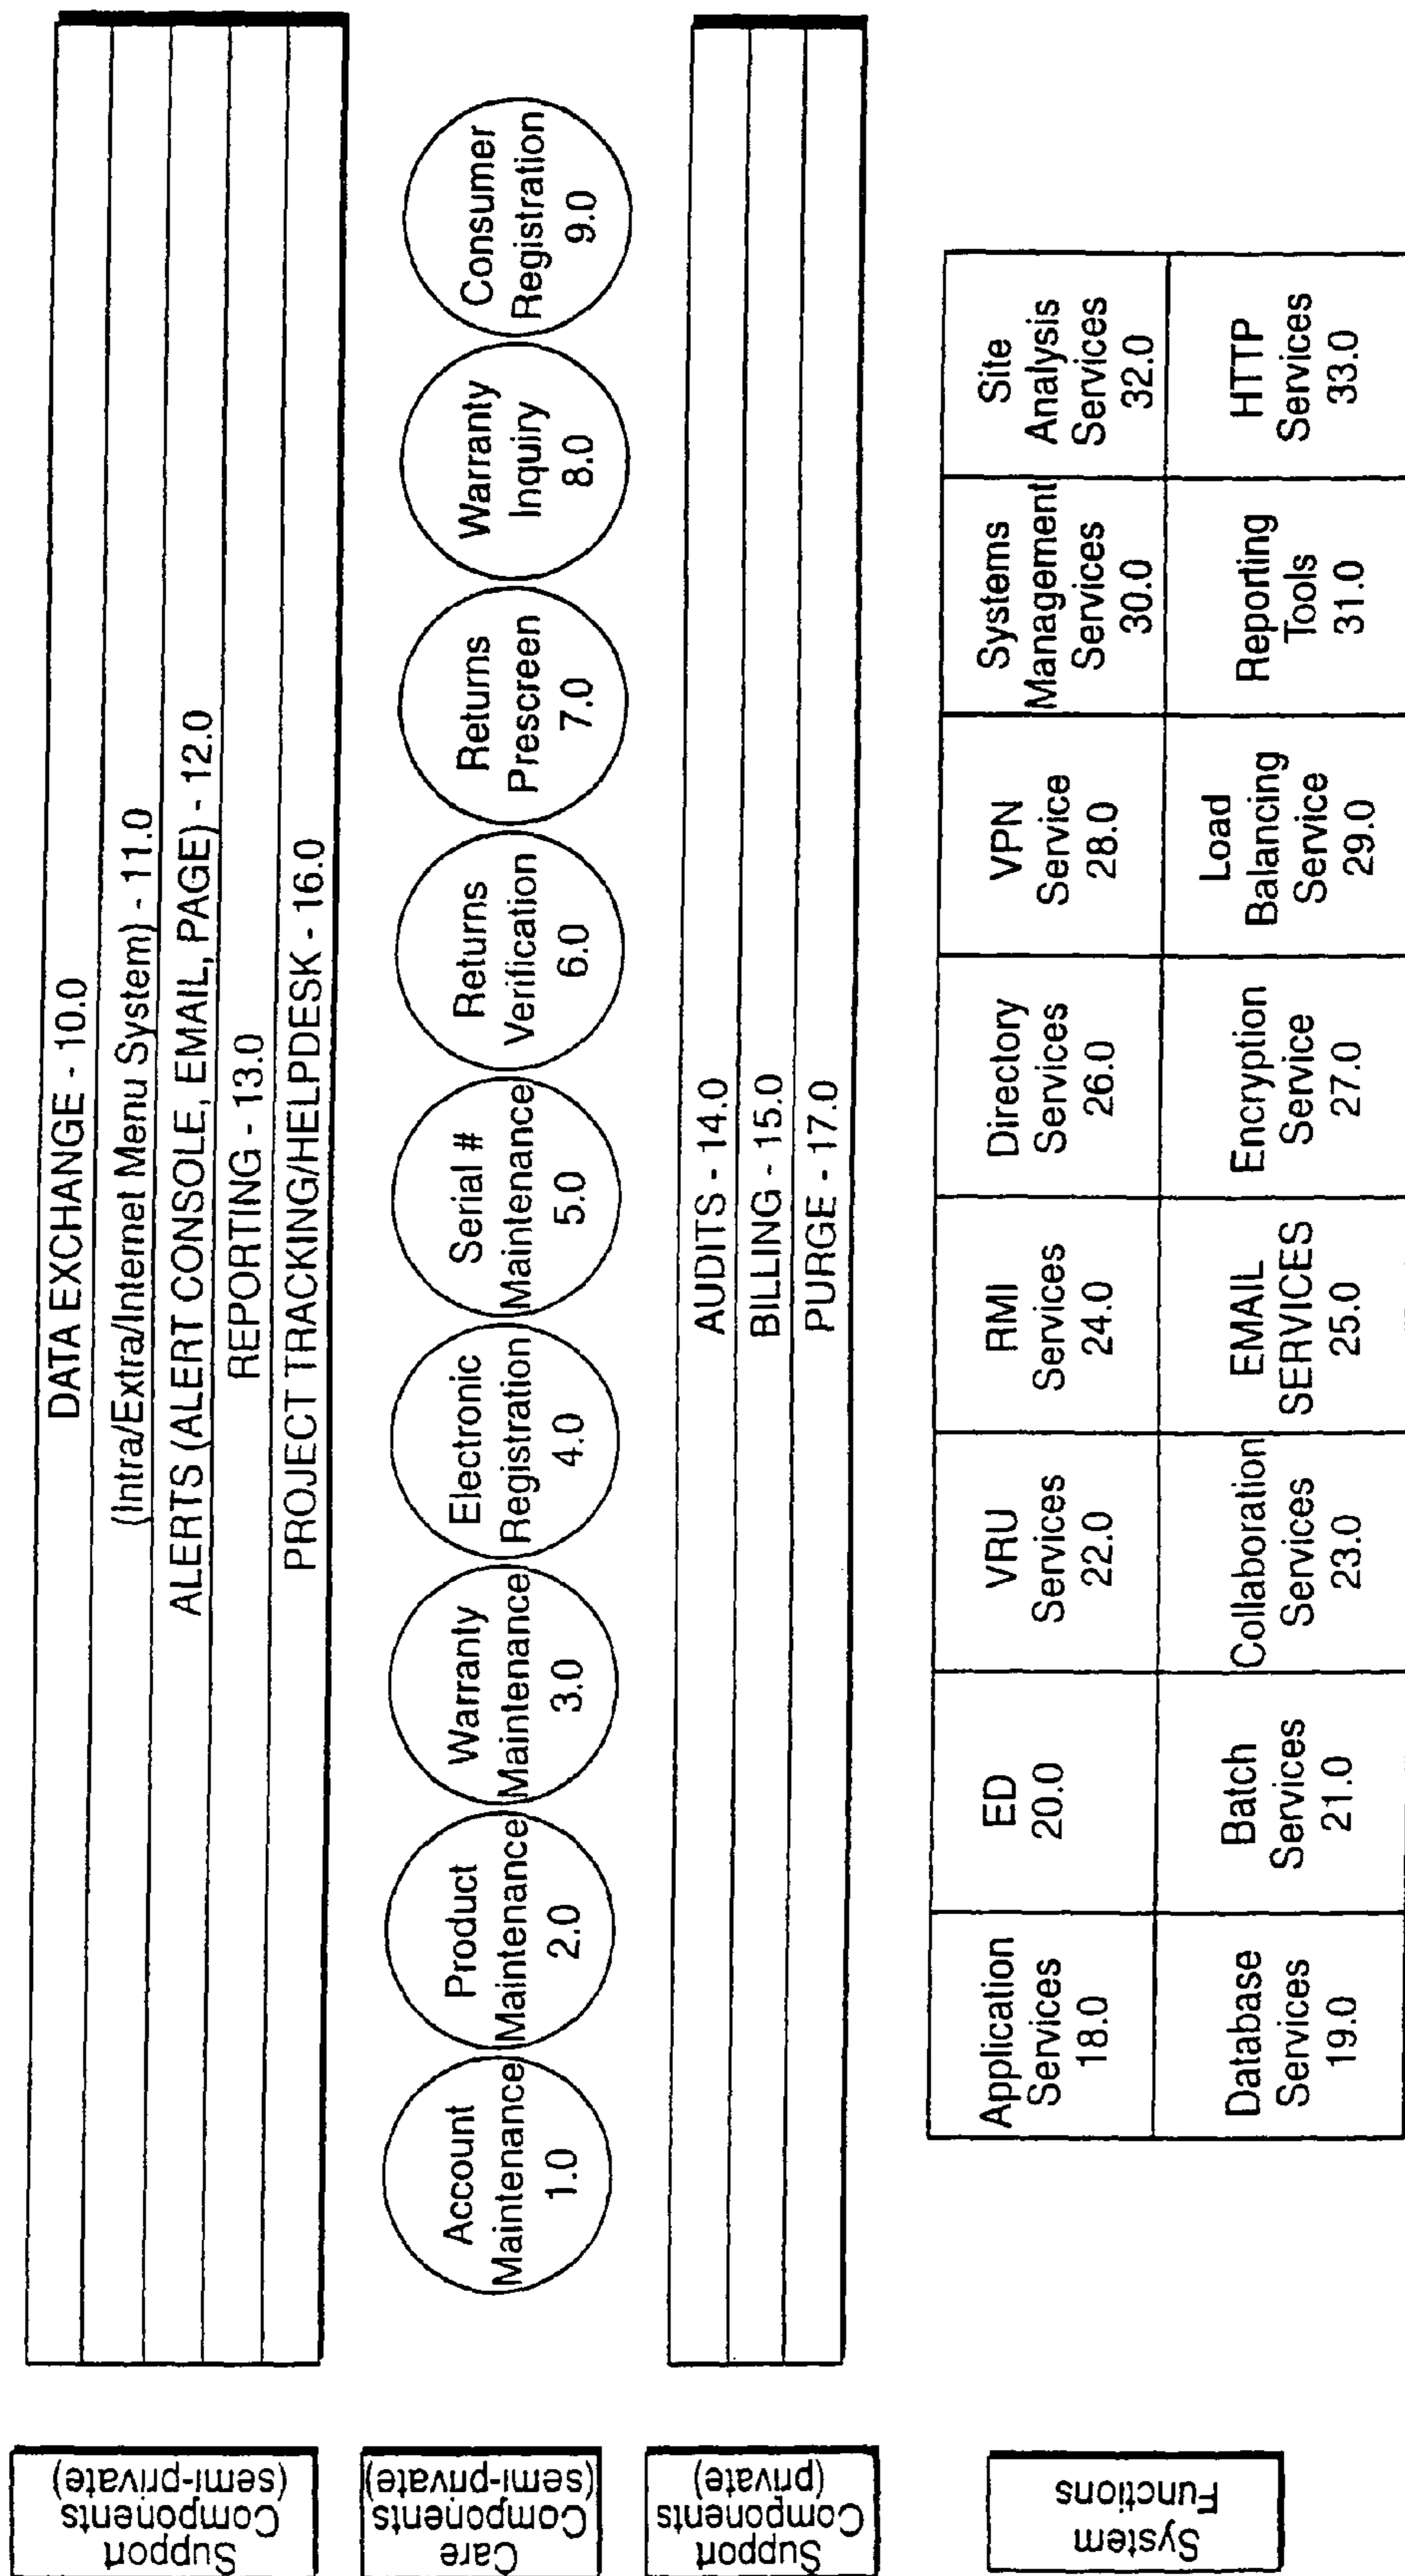 Support
Components
(semi-private)
DATA EXCHANGE - 10.0
(Intra/Extra/Internet Menu System) - 11.0
ALERTS (ALERT CONSOLE, EMAIL, PAGE) - 12.0
REPORTING - 13.0
PROJECT TRACKING/HELPDESK - 16.0
Care
Components
(semi-private)
Account
Maintenance
1.0
Product
Maintenance
2.0
Warranty
Maintenance
3.0
Electronic
Registration
4.0
Serial #
Maintenance
5.0
Returns
Verification
6.0
Returns
Prescreen
7.0
Warranty
Inquiry
8.0
Consumer
Registration
9.0
Support
Components
(private)
AUDITS - 14.0
BILLING - 15.0
PURGE - 17.0
System
Functions
Application
Services
18.0
ED
20.0
VRU
Services
22.0
RMI
Services
24.0
Directory
Services
26.0
VPN
Service
28.0
Systems
Management
Services
30.0
Site
Analysis
Services
32.0
Database
Services
19.0
Batch
Services
21.0
Collaboration
Services
23.0
EMAIL
SERVICES
25.0
Encryption
Service
27.0
Load
Balancing
Service
29.0
Reporting
Tools
31.0
HTTP
Services
33.0